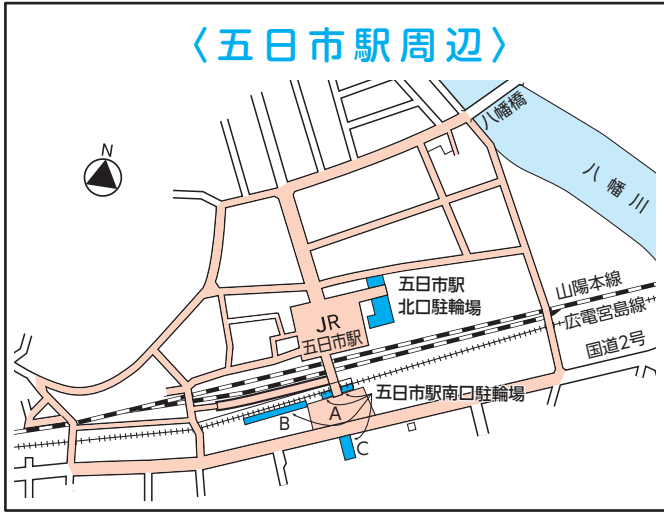 〈五日市駅周辺〉
N
八幡橋
八幡川
五日市駅
北口駐輪場
山陽本線
広電宮島線
国道2号
JR
五日市駅
五日市駅南口駐輪場
A
B
C